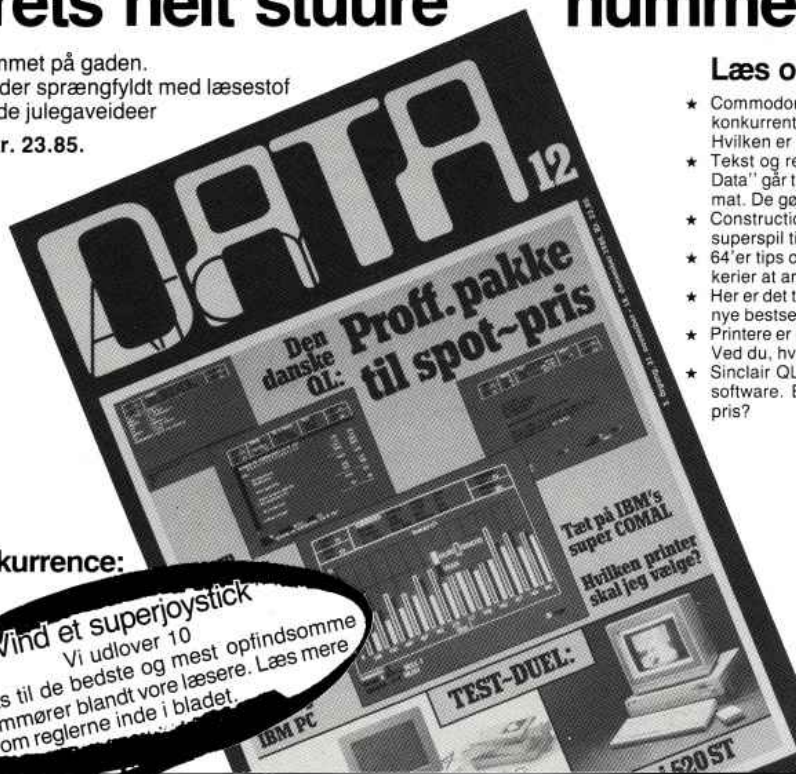 rets helt stuure numme
mmet på gaden.
der sprængfyldt med læsestof
de julegaveideer
r. 23.85.
Læs o
★ Commodor
konkurrent
Hvilken er
★ Tekst og re
Data" går t
mat. De gø
★ Constructio
superspil ti
★ 64'er tips o
kerier at ar
★ Her er det t
nye bestse
★ Printere er
Ved du, hv
★ Sinclair QL
software. E
pris?
DATA
12
Den
danske
QL:
Proff. pakke
til spot-pris
Tæt på IBM's
super COMAL
Hvilken printer
skal jeg vælge?
TEST-DUEL:
IBM PC
520 ST
kurrence:
Vind et superjoystick
Vi udlover 10
s til de bedste og mest opfindsomme
mmører blandt vore læsere. Læs mere
om reglerne inde i bladet.